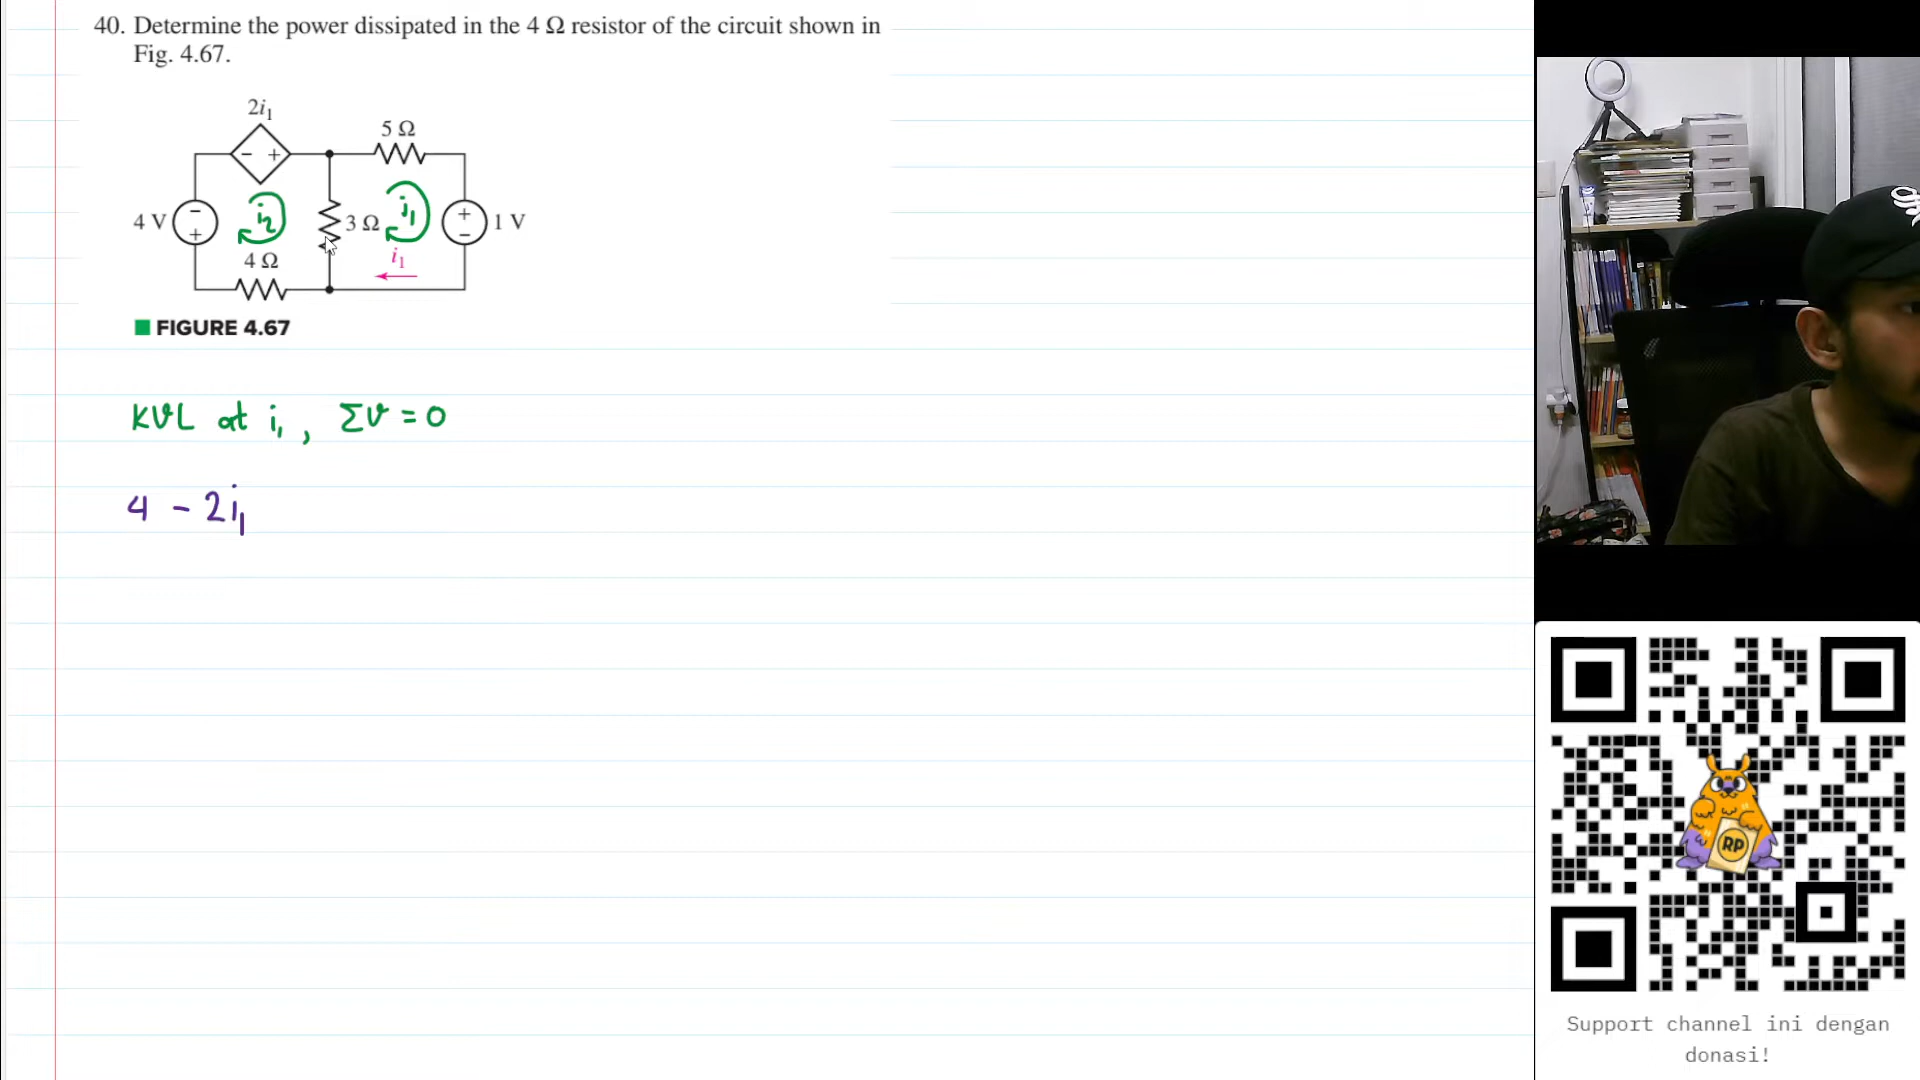 40. Determine the power dissipated in the 4 Ω resistor of the circuit shown in
Fig. 4.67.
2i₁
5 Ω
− +
4 V
−
+
i₂
3 Ω
i₁
+
−
1 V
4 Ω
i₁
FIGURE 4.67
KVL at i₁ , Σv = 0
4 − 2i₁
RP
Support channel ini dengan
donasi!